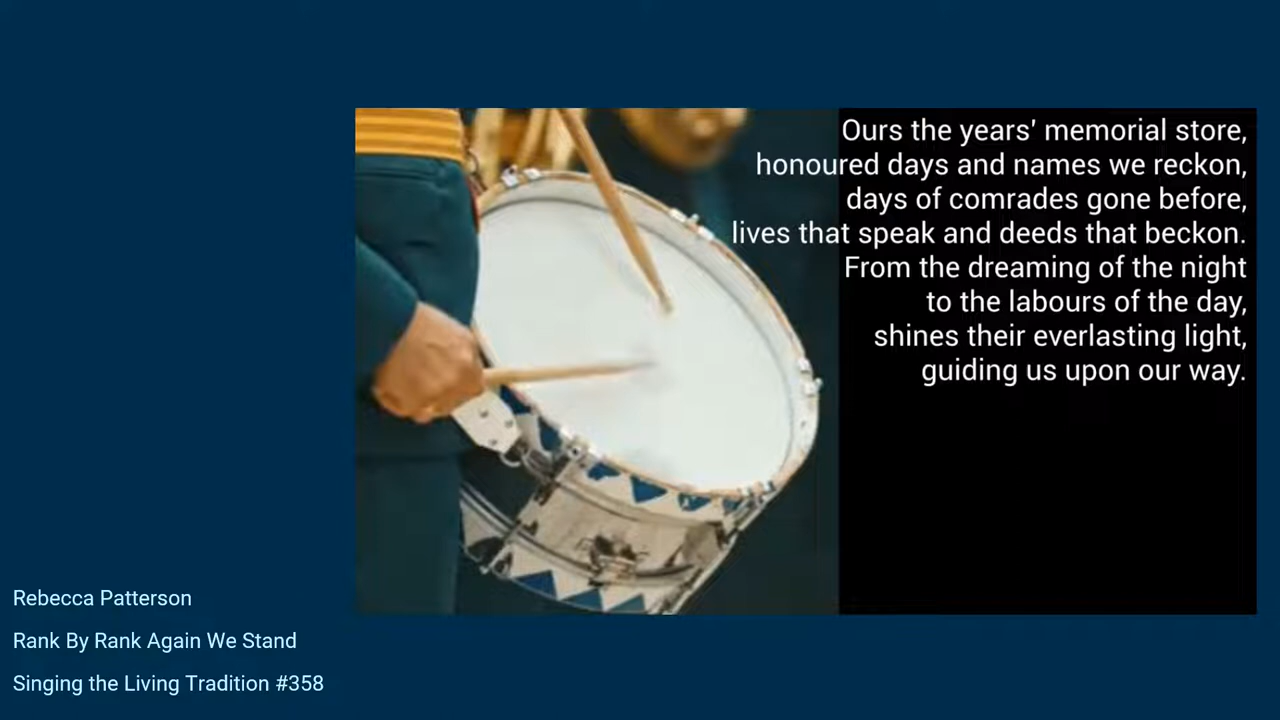 Ours the years' memorial store,
honoured days and names we reckon,
days of comrades gone before,
lives that speak and deeds that beckon.
From the dreaming of the night
to the labours of the day,
shines their everlasting light,
guiding us upon our way.
Rebecca Patterson
Rank By Rank Again We Stand
Singing the Living Tradition #358